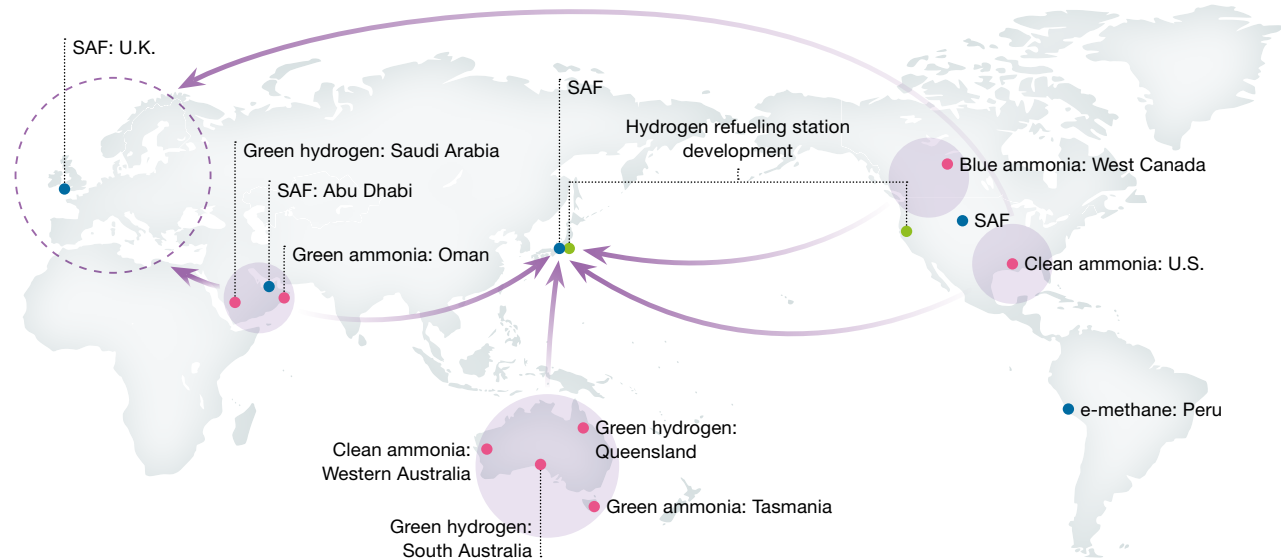 SAF: U.K.
SAF
Hydrogen refueling station
development
Green hydrogen: Saudi Arabia
Blue ammonia: West Canada
SAF: Abu Dhabi
SAF
Green ammonia: Oman
Clean ammonia: U.S.
e-methane: Peru
Green hydrogen:
Queensland
Clean ammonia:
Western Australia
Green ammonia: Tasmania
Green hydrogen:
South Australia